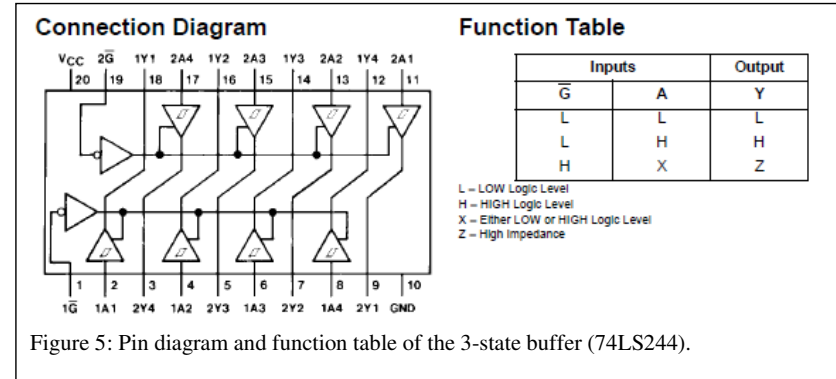 Connection Diagram
VCC 2G̅ 1Y1 2A4 1Y2 2A3 1Y3 2A2 1Y4 2A1
20 19 18 17 16 15 14 13 12 11
1 2 3 4 5 6 7 8 9 10
1G̅ 1A1 2Y4 1A2 2Y3 1A3 2Y2 1A4 2Y1 GND
Function Table
Inputs Output
G̅ A Y
L L L
L H H
H X Z
L – LOW Logic Level
H – HIGH Logic Level
X – Either LOW or HIGH Logic Level
Z – High Impedance
Figure 5: Pin diagram and function table of the 3-state buffer (74LS244).